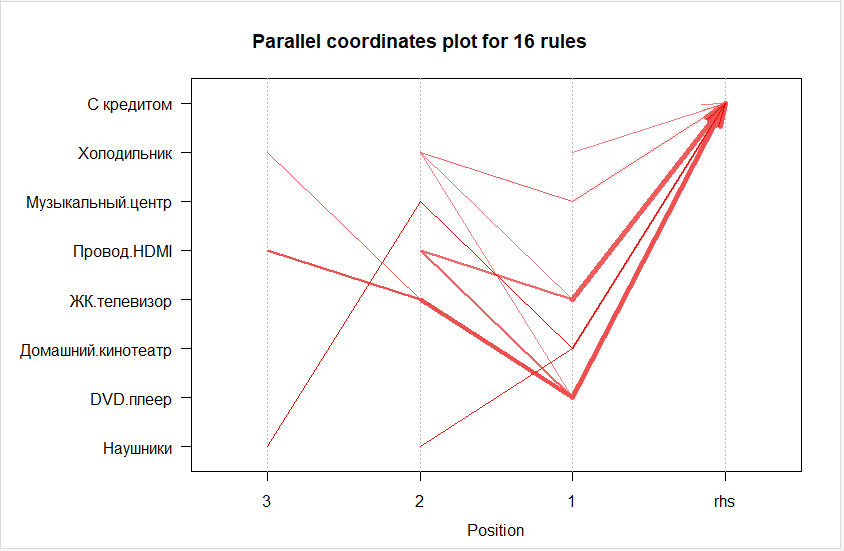 Parallel coordinates plot for 16 rules
С кредитом
Холодильник
Музыкальный.центр
Провод.HDMI
ЖК.телевизор
Домашний.кинотеатр
DVD.плеер
Наушники
3 2 1 rhs
Position